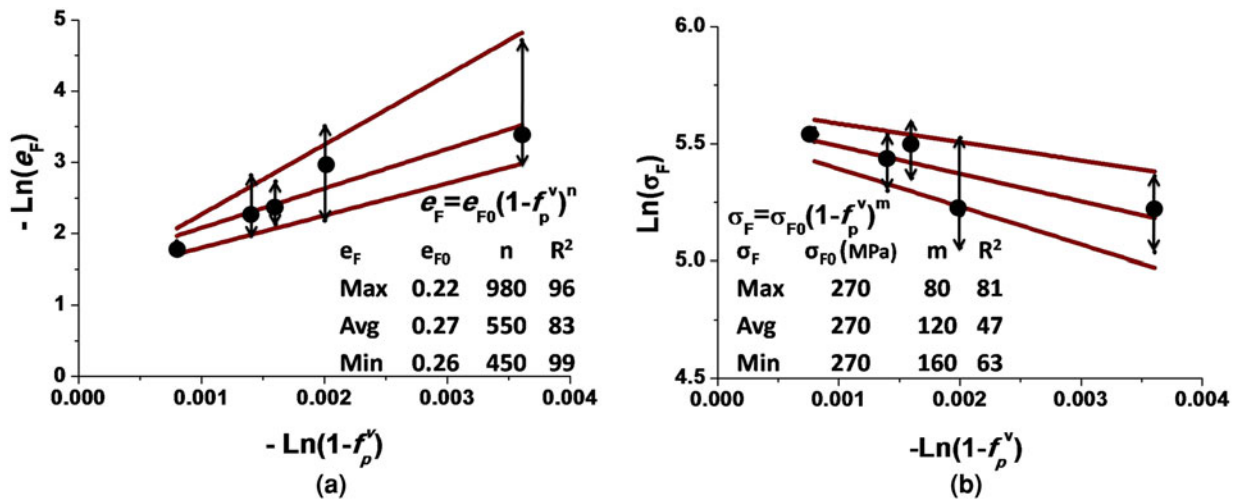 5
4
3
2
1
0
- Ln(e_F)
e_F=e_F0(1-f_p^v)^n
e_F e_F0 n R²
Max 0.22 980 96
Avg 0.27 550 83
Min 0.26 450 99
0.000 0.001 0.002 0.003 0.004
- Ln(1-f_p^v)
(a)
6.0
5.5
5.0
4.5
Ln(σ_F)
σ_F=σ_F0(1-f_p^v)^m
σ_F σ_F0 (MPa) m R²
Max 270 80 81
Avg 270 120 47
Min 270 160 63
0.000 0.001 0.002 0.003 0.004
-Ln(1-f_p^v)
(b)